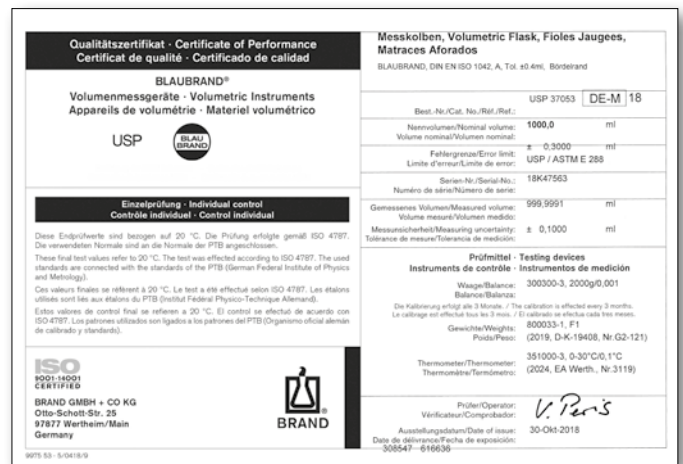 Qualitätszertifikat · Certificate of Performance
Certificat de qualité · Certificado de calidad
BLAUBRAND®
Volumenmessgeräte · Volumetric Instruments
Appareils de volumétrie · Materiel volumétrico
USP
BLAU
BRAND
Einzelprüfung · Individual control
Contrôle individuel · Control individual
Diese Endprüfwerte sind bezogen auf 20 °C. Die Prüfung erfolgte gemäß ISO 4787.
Die verwendeten Normale sind an die Normale der PTB angeschlossen.
These final test values refer to 20 °C. The test was effected according to ISO 4787. The used
standards are connected with the standards of the PTB (German Federal Institute of Physics
and Metrology).
Ces valeurs finales se réfèrent à 20 °C. Le test a été effectué selon ISO 4787. Les étalons
utilisés sont liés aux étalons du PTB (Institut Fédéral Physico-Technique Allemand).
Estos valores de control final se refieren a 20 °C. El control se efectuó de acuerdo con
ISO 4787. Los patrones utilizados son ligados a los patrones del PTB (Organismo oficial alemán
de calibrado y standards).
ISO
9001·14001
CERTIFIED
BRAND GMBH + CO KG
Otto-Schott-Str. 25
97877 Wertheim/Main
Germany
BRAND®
9975 53 - 5/0418/9
Messkolben, Volumetric Flask, Fioles Jaugees,
Matraces Aforados
BLAUBRAND, DIN EN ISO 1042, A, Tol. ±0.4ml, Bördelrand
USP 37053 DE-M 18
Best.-Nr./Cat. No./Réf./Ref.:
Nennvolumen/Nominal volume: 1000,0 ml
Volume nominal/Volumen nominal:
Fehlergrenze/Error limit: ± 0,3000 ml
Limite d'erreur/Limite de error: USP / ASTM E 288
Serien-Nr./Serial-No.: 18K47563
Numéro de série/Número de serie:
Gemessenes Volumen/Measured volume: 999,9991 ml
Volume mesuré/Volumen medido:
Messunsicherheit/Measuring uncertainty: ± 0,1000 ml
Tolérance de mesure/Tolerancia de medición:
Prüfmittel · Testing devices
Instruments de contrôle · Instrumentos de medición
Waage/Balance: 300300-3, 2000g/0,001
Balance/Balanza:
Die Kalibrierung erfolgt alle 3 Monate. / The calibration is effected every 3 months.
Le calibrage est effectué tous les 3 mois. / El calibrado se efectua cada tres meses.
Gewichte/Weights: 800033-1, F1
Poids/Peso: (2019, D-K-19408, Nr.G2-121)
Thermometer/Thermometer: 351000-3, 0-30°C/0,1°C
Thermomètre/Termómetro: (2024, EA Werth., Nr.3119)
Prüfer/Operator: V. Peris
Vérificateur/Comprobador:
Ausstellungsdatum/Date of issue: 30-Okt-2018
Date de délivrance/Fecha de exposición:
308547 616636